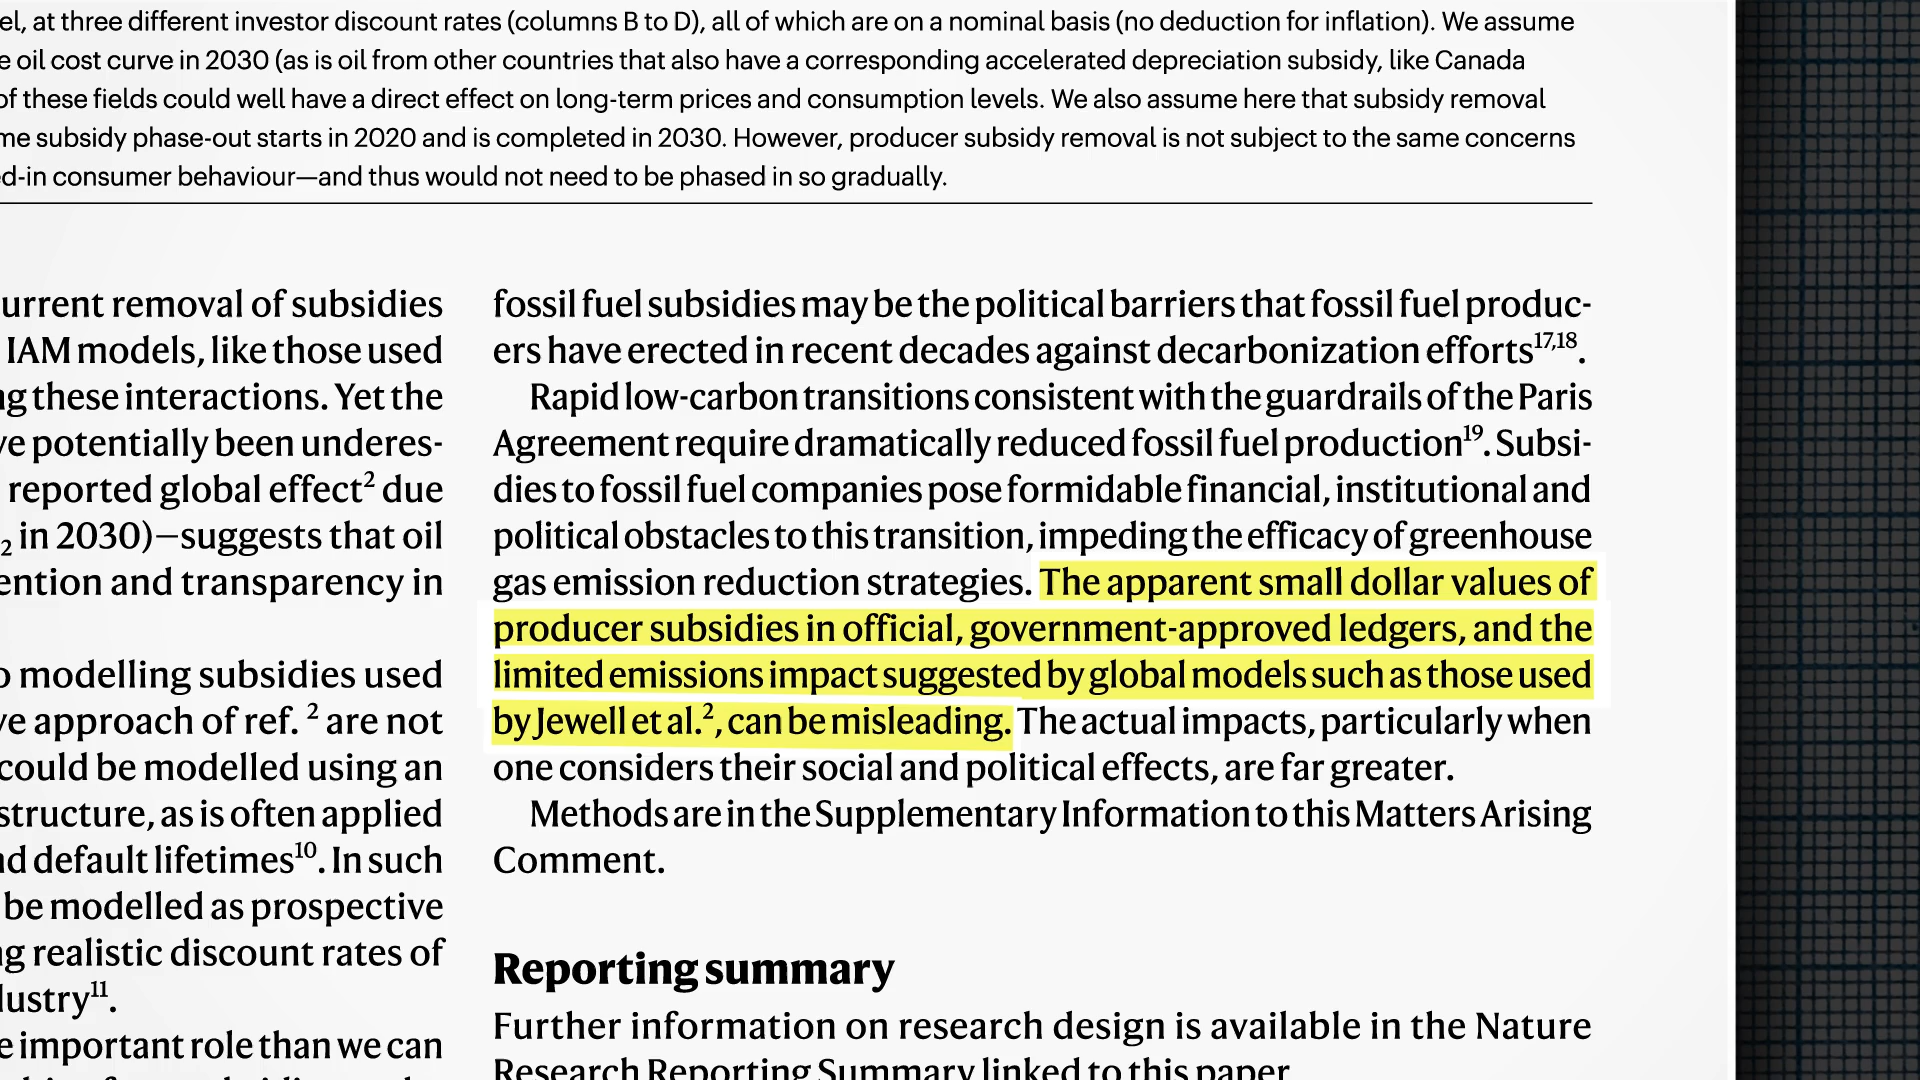 el, at three different investor discount rates (columns B to D), all of which are on a nominal basis (no deduction for inflation). We assume
e oil cost curve in 2030 (as is oil from other countries that also have a corresponding accelerated depreciation subsidy, like Canada
of these fields could well have a direct effect on long-term prices and consumption levels. We also assume here that subsidy removal
me subsidy phase-out starts in 2020 and is completed in 2030. However, producer subsidy removal is not subject to the same concerns
ed-in consumer behaviour—and thus would not need to be phased in so gradually.
urrent removal of subsidies
IAM models, like those used
ng these interactions. Yet the
ve potentially been underes-
reported global effect² due
₂ in 2030)—suggests that oil
ention and transparency in
o modelling subsidies used
ve approach of ref. ² are not
could be modelled using an
structure, as is often applied
nd default lifetimes¹⁰. In such
be modelled as prospective
ng realistic discount rates of
dustry¹¹.
e important role than we can
fossil fuel subsidies may be the political barriers that fossil fuel produc-
ers have erected in recent decades against decarbonization efforts¹⁷,¹⁸.
Rapid low-carbon transitions consistent with the guardrails of the Paris
Agreement require dramatically reduced fossil fuel production¹⁹. Subsi-
dies to fossil fuel companies pose formidable financial, institutional and
political obstacles to this transition, impeding the efficacy of greenhouse
gas emission reduction strategies. The apparent small dollar values of
producer subsidies in official, government-approved ledgers, and the
limited emissions impact suggested by global models such as those used
by Jewell et al.², can be misleading. The actual impacts, particularly when
one considers their social and political effects, are far greater.
Methods are in the Supplementary Information to this Matters Arising
Comment.
Reporting summary
Further information on research design is available in the Nature
Research Reporting Summary linked to this paper.